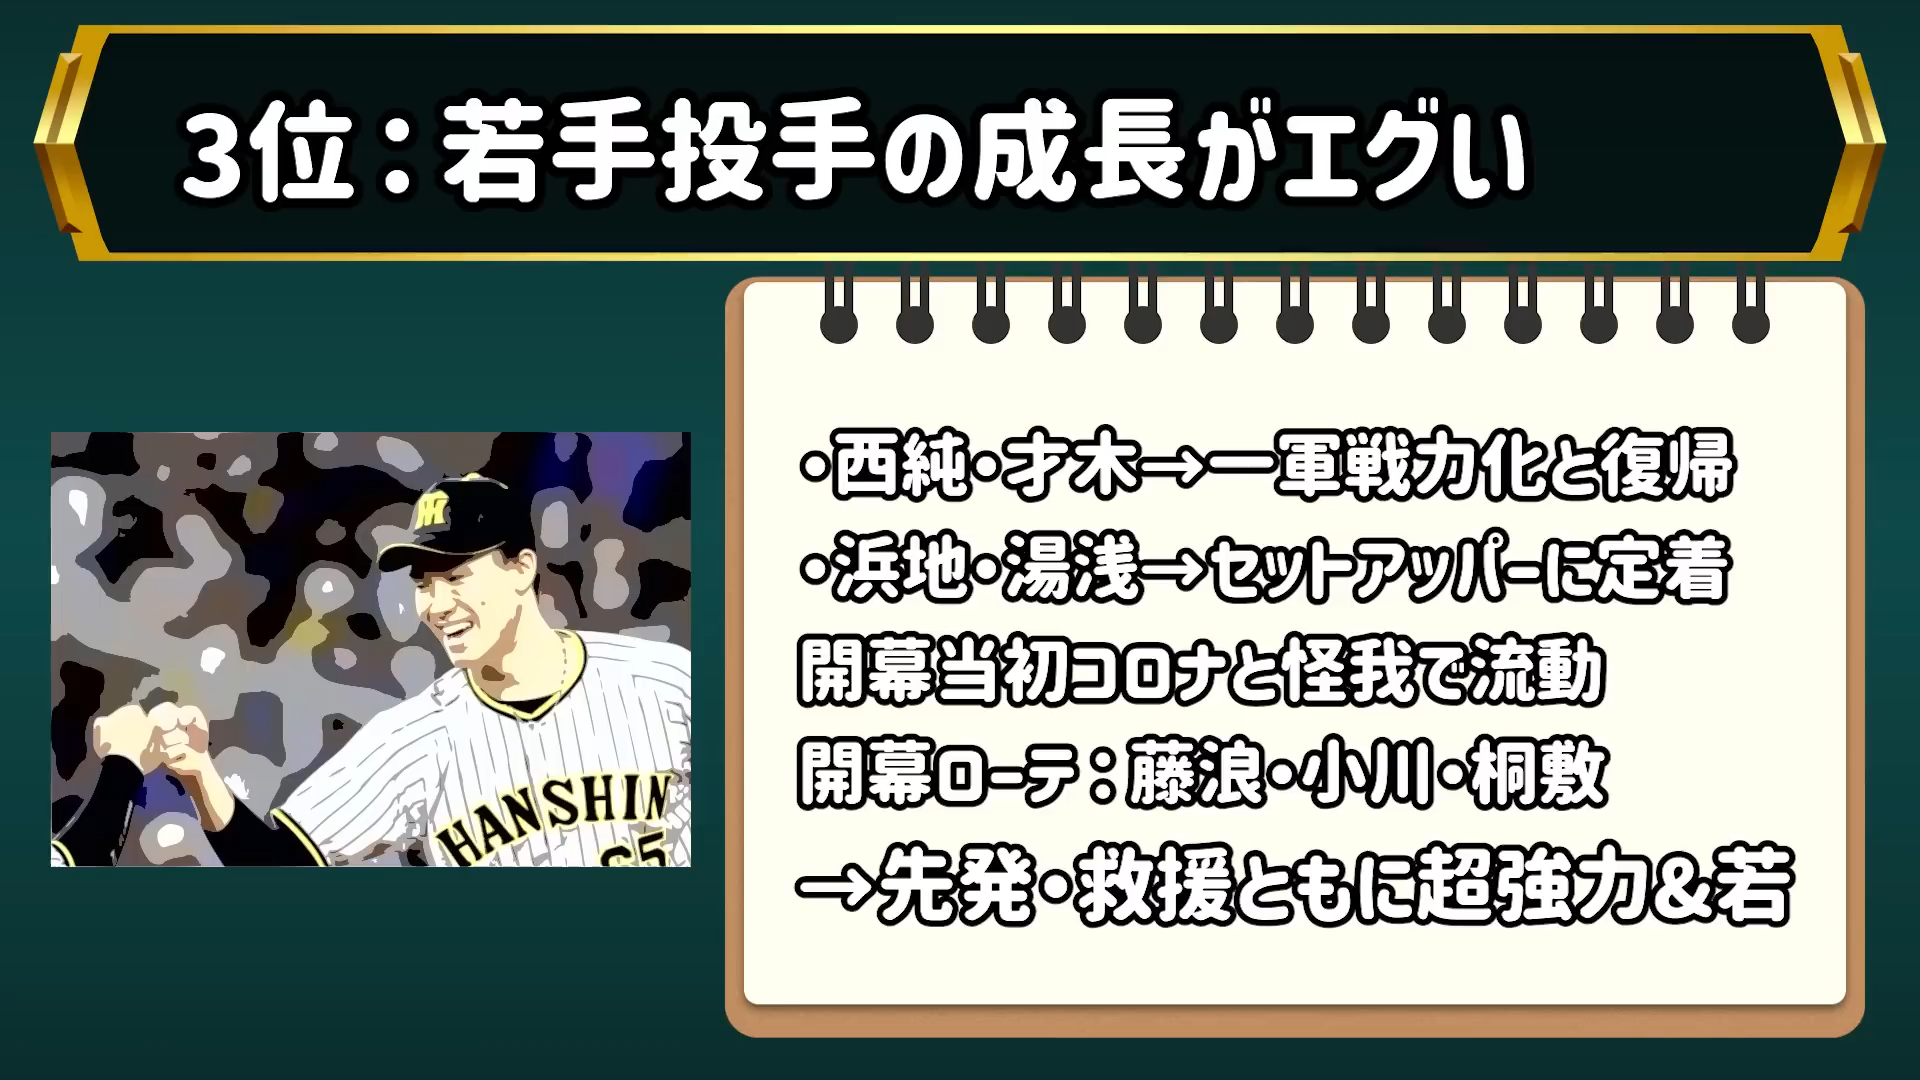 3位：若手投手の成長がエグい
・西純・才木→一軍戦力化と復帰
・浜地・湯浅→セットアッパーに定着
開幕当初コロナと怪我で流動
開幕ローテ：藤浪・小川・桐敷
→先発・救援ともに超強力&若
HANSHIN
65